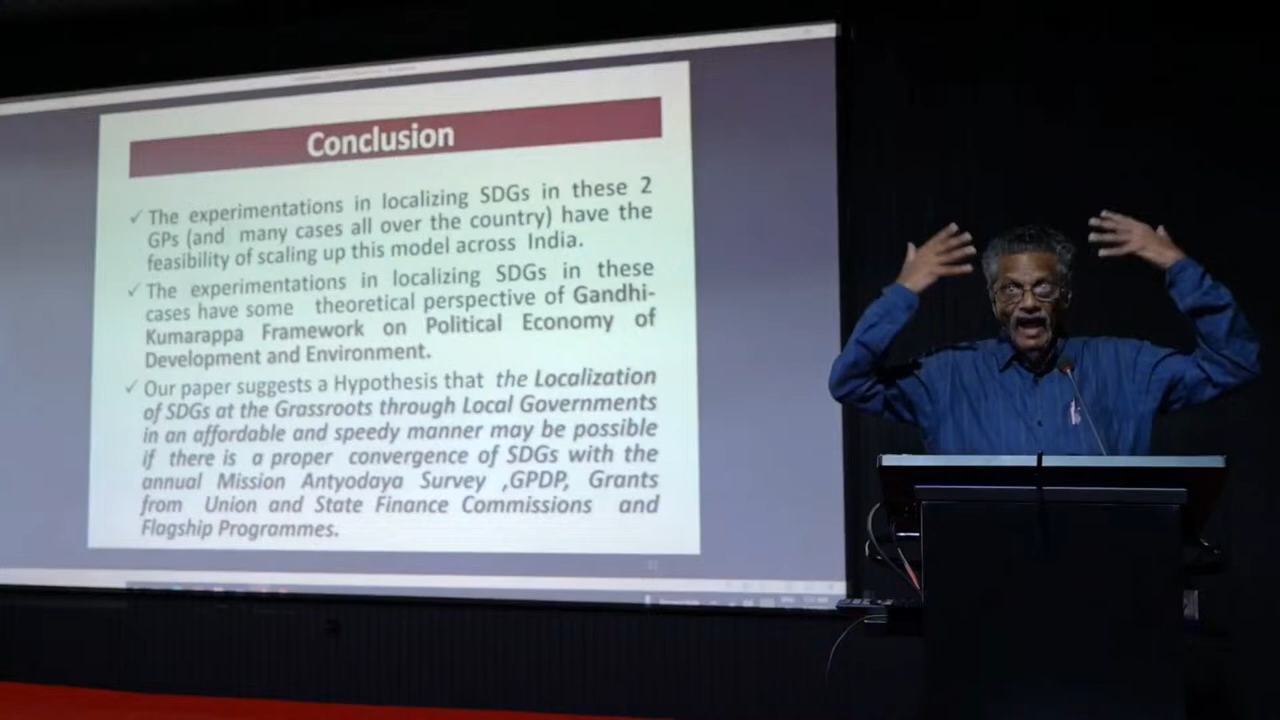 Conclusion
✓ The experimentations in localizing SDGs in these 2
GPs (and many cases all over the country) have the
feasibility of scaling up this model across India.
✓ The experimentations in localizing SDGs in these
cases have some theoretical perspective of Gandhi-
Kumarappa Framework on Political Economy of
Development and Environment.
✓ Our paper suggests a Hypothesis that the Localization
of SDGs at the Grassroots through Local Governments
in an affordable and speedy manner may be possible
if there is a proper convergence of SDGs with the
annual Mission Antyodaya Survey ,GPDP, Grants
from Union and State Finance Commissions and
Flagship Programmes.